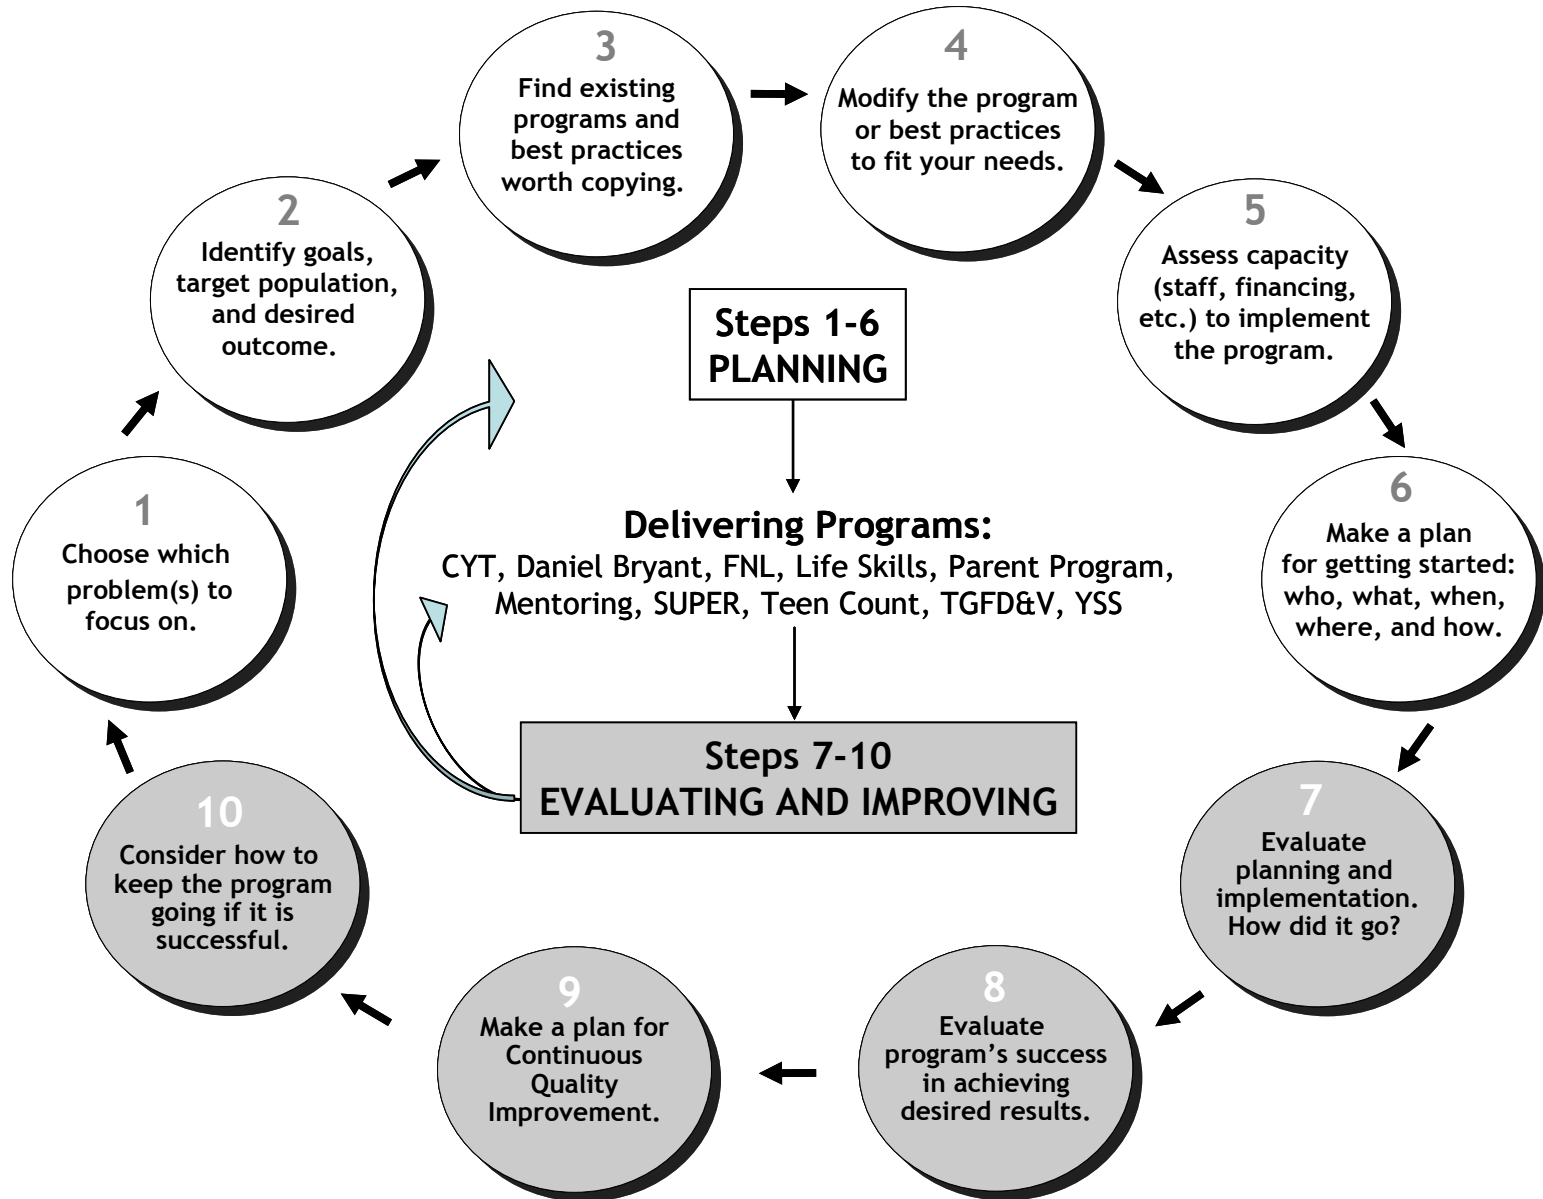 1
Choose which
problem(s) to
focus on.
2
Identify goals,
target population,
and desired
outcome.
3
Find existing
programs and
best practices
worth copying.
4
Modify the program
or best practices
to fit your needs.
5
Assess capacity
(staff, financing,
etc.) to implement
the program.
6
Make a plan
for getting started:
who, what, when,
where, and how.
7
Evaluate
planning and
implementation.
How did it go?
8
Evaluate
program’s success
in achieving
desired results.
9
Make a plan for
Continuous
Quality
Improvement.
10
Consider how to
keep the program
going if it is
successful.
Steps 1-6
PLANNING
Delivering Programs:
CYT, Daniel Bryant, FNL, Life Skills, Parent Program,
Mentoring, SUPER, Teen Count, TGFD&V, YSS
Steps 7-10
EVALUATING AND IMPROVING